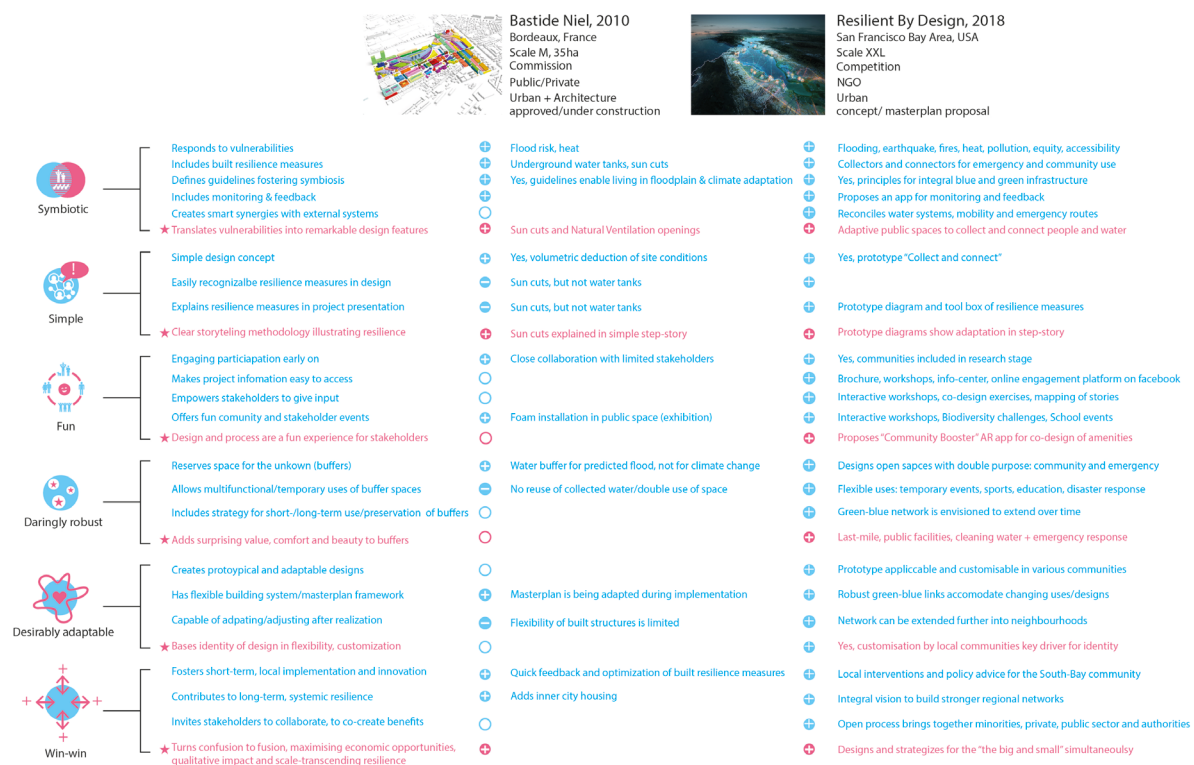 Bastide Niel, 2010
Bordeaux, France
Scale M, 35ha
Commission
Public/Private
Urban + Architecture
approved/under construction
Resilient By Design, 2018
San Francisco Bay Area, USA
Scale XXL
Competition
NGO
Urban
concept/ masterplan proposal
Symbiotic
Responds to vulnerabilities
Flood risk, heat
Flooding, earthquake, fires, heat, pollution, equity, accessibility
Includes built resilience measures
Underground water tanks, sun cuts
Collectors and connectors for emergency and community use
Defines guidelines fostering symbiosis
Yes, guidelines enable living in floodplain & climate adaptation
Yes, principles for integral blue and green infrastructure
Includes monitoring & feedback
Proposes an app for monitoring and feedback
Creates smart synergies with external systems
Reconciles water systems, mobility and emergency routes
Translates vulnerabilities into remarkable design features
Sun cuts and Natural Ventilation openings
Adaptive public spaces to collect and connect people and water
Simple
Simple design concept
Yes, volumetric deduction of site conditions
Yes, prototype “Collect and connect”
Easily recognizalbe resilience measures in design
Sun cuts, but not water tanks
Explains resilience measures in project presentation
Sun cuts, but not water tanks
Prototype diagram and tool box of resilience measures
Clear storyteling methodology illustrating resilience
Sun cuts explained in simple step-story
Prototype diagrams show adaptation in step-story
Fun
Engaging particiapation early on
Close collaboration with limited stakeholders
Yes, communities included in research stage
Makes project infomation easy to access
Brochure, workshops, info-center, online engagement platform on facebook
Empowers stakeholders to give input
Interactive workshops, co-design exercises, mapping of stories
Offers fun comunity and stakeholder events
Foam installation in public space (exhibition)
Interactive workshops, Biodiversity challenges, School events
Design and process are a fun experience for stakeholders
Proposes “Community Booster” AR app for co-design of amenities
Daringly robust
Reserves space for the unkown (buffers)
Water buffer for predicted flood, not for climate change
Designs open sapces with double purpose: community and emergency
Allows multifunctional/temporary uses of buffer spaces
No reuse of collected water/double use of space
Flexible uses: temporary events, sports, education, disaster response
Includes strategy for short-/long-term use/preservation of buffers
Green-blue network is envisioned to extend over time
Adds surprising value, comfort and beauty to buffers
Last-mile, public facilities, cleaning water + emergency response
Desirably adaptable
Creates protoypical and adaptable designs
Prototype appliccable and customisable in various communities
Has flexible building system/masterplan framework
Masterplan is being adapted during implementation
Robust green-blue links accomodate changing uses/designs
Capable of adpating/adjusting after realization
Flexibility of built structures is limited
Network can be extended further into neighbourhoods
Bases identity of design in flexibility, customization
Yes, customisation by local communities key driver for identity
Win-win
Fosters short-term, local implementation and innovation
Quick feedback and optimization of built resilience measures
Local interventions and policy advice for the South-Bay community
Contributes to long-term, systemic resilience
Adds inner city housing
Integral vision to build stronger regional networks
Invites stakeholders to collaborate, to co-create benefits
Open process brings together minorities, private, public sector and authorities
Turns confusion to fusion, maximising economic opportunities,
qualitative impact and scale-transcending resilience
Designs and strategizes for the “the big and small” simultaneoulsy